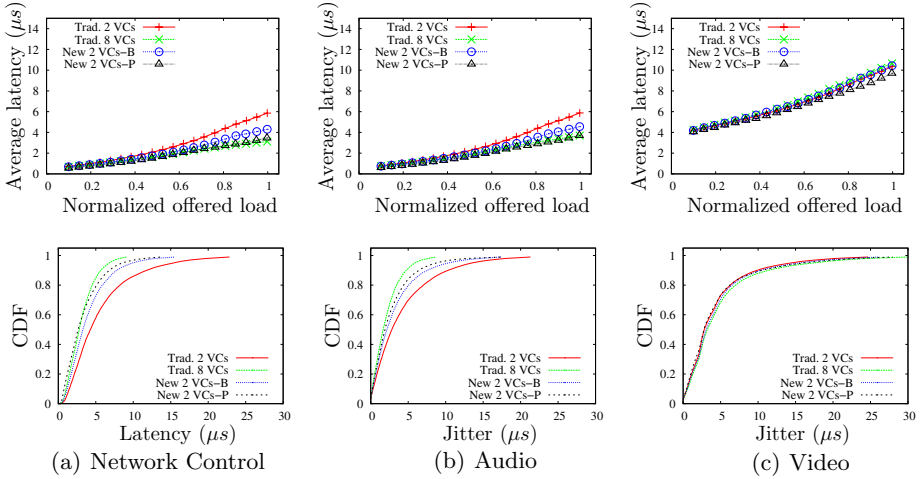 Average latency (μs)
14
12
10
8
6
4
2
0
Trad. 2 VCs
Trad. 8 VCs
New 2 VCs−B
New 2 VCs−P
0.2 0.4 0.6 0.8 1
Normalized offered load
Average latency (μs)
14
12
10
8
6
4
2
0
Trad. 2 VCs
Trad. 8 VCs
New 2 VCs−B
New 2 VCs−P
0.2 0.4 0.6 0.8 1
Normalized offered load
Average latency (μs)
14
12
10
8
6
4
2
0
Trad. 2 VCs
Trad. 8 VCs
New 2 VCs−B
New 2 VCs−P
0.2 0.4 0.6 0.8 1
Normalized offered load
CDF
1
0.8
0.6
0.4
0.2
0
Trad. 2 VCs
Trad. 8 VCs
New 2 VCs−B
New 2 VCs−P
0 5 10 15 20 25 30
Latency (μs)
(a) Network Control
CDF
1
0.8
0.6
0.4
0.2
0
Trad. 2 VCs
Trad. 8 VCs
New 2 VCs−B
New 2 VCs−P
0 5 10 15 20 25 30
Jitter (μs)
(b) Audio
CDF
1
0.8
0.6
0.4
0.2
0
Trad. 2 VCs
Trad. 8 VCs
New 2 VCs−B
New 2 VCs−P
0 5 10 15 20 25 30
Jitter (μs)
(c) Video